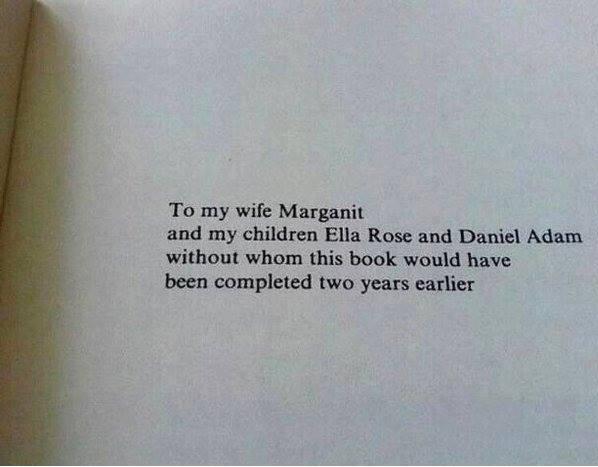 To my wife Marganit
and my children Ella Rose and Daniel Adam
without whom this book would have
been completed two years earlier